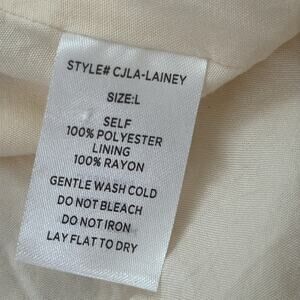 STYLE# CJLA-LAINEY
SIZE:L
SELF
100% POLYESTER
LINING
100% RAYON
GENTLE WASH COLD
DO NOT BLEACH
DO NOT IRON
LAY FLAT TO DRY